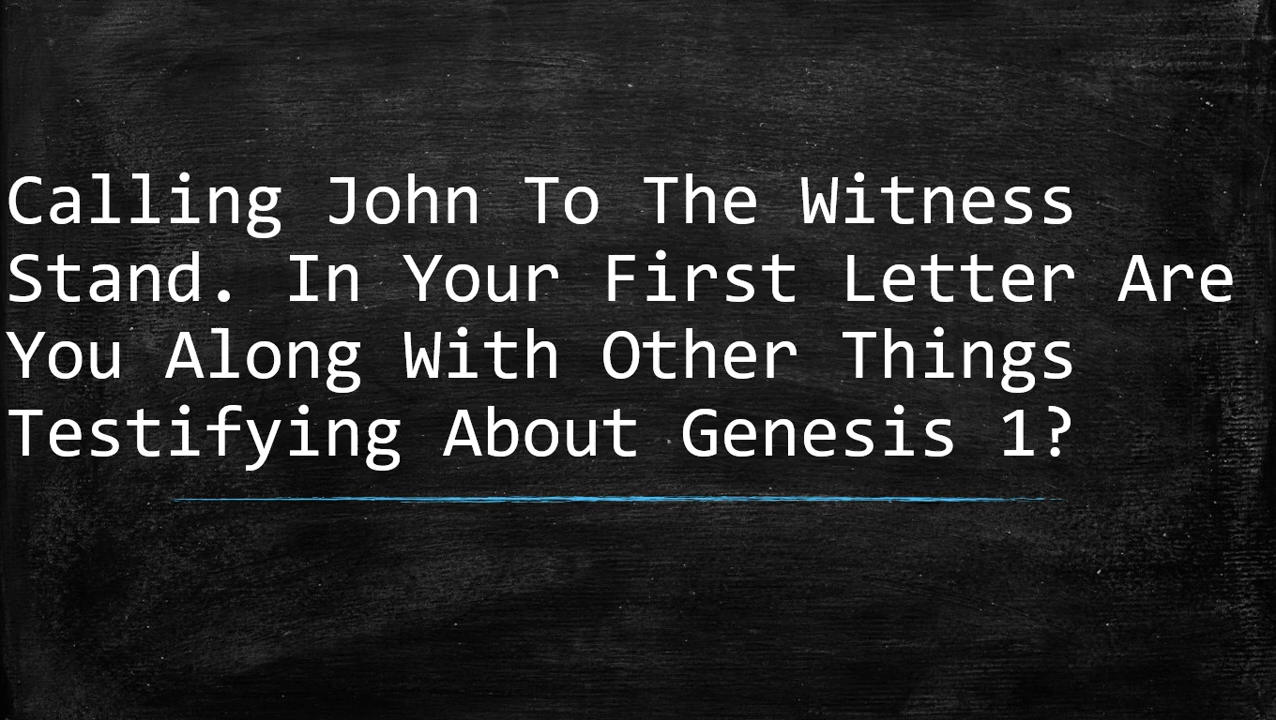 Calling John To The Witness
Stand. In Your First Letter Are
You Along With Other Things
Testifying About Genesis 1?